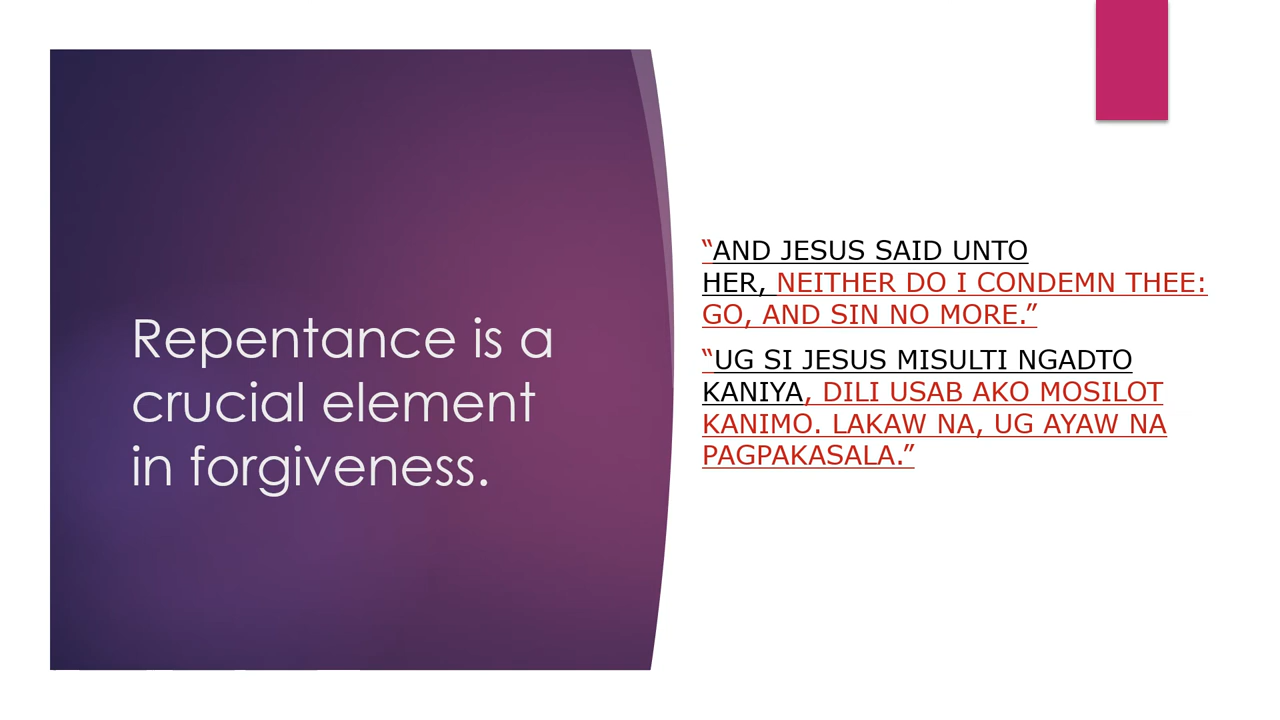 Repentance is a
crucial element
in forgiveness.
“AND JESUS SAID UNTO
HER, NEITHER DO I CONDEMN THEE:
GO, AND SIN NO MORE.”
“UG SI JESUS MISULTI NGADTO
KANIYA, DILI USAB AKO MOSILOT
KANIMO. LAKAW NA, UG AYAW NA
PAGPAKASALA.”